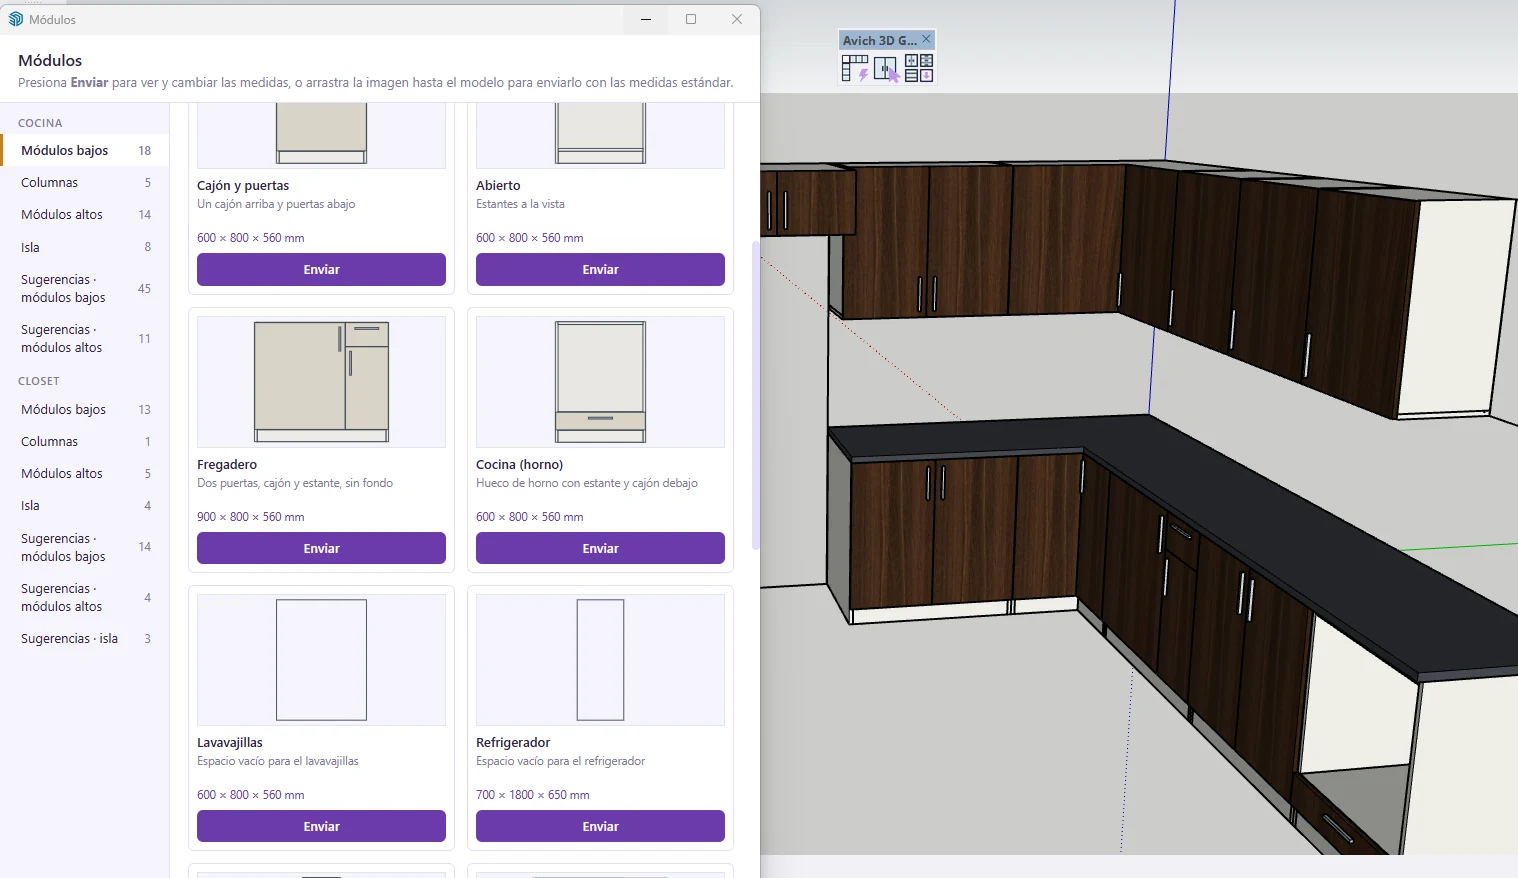 Módulos
Módulos
Presiona Enviar para ver y cambiar las medidas, o arrastra la imagen hasta el modelo para enviarlo con las medidas estándar.
COCINA
Módulos bajos 18
Columnas 5
Módulos altos 14
Isla 8
Sugerencias ·
módulos bajos 45
Sugerencias ·
módulos altos 11
CLOSET
Módulos bajos 13
Columnas 1
Módulos altos 5
Isla 4
Sugerencias ·
módulos bajos 14
Sugerencias ·
módulos altos 4
Sugerencias · isla 3
Cajón y puertas
Un cajón arriba y puertas abajo
600 × 800 × 560 mm
Enviar
Abierto
Estantes a la vista
600 × 800 × 560 mm
Enviar
Fregadero
Dos puertas, cajón y estante, sin fondo
900 × 800 × 560 mm
Enviar
Cocina (horno)
Hueco de horno con estante y cajón debajo
600 × 800 × 560 mm
Enviar
Lavavajillas
Espacio vacío para el lavavajillas
600 × 800 × 560 mm
Enviar
Refrigerador
Espacio vacío para el refrigerador
700 × 1800 × 650 mm
Enviar
Avich 3D G...